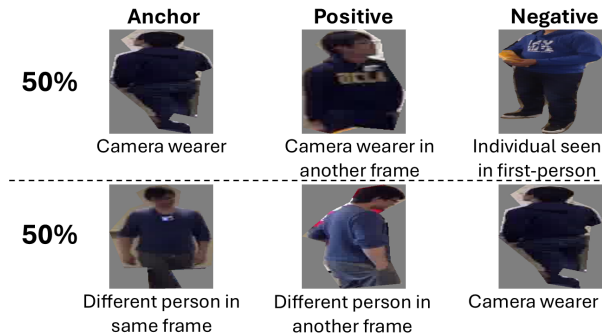 Anchor Positive Negative
50%
UCLA
Camera wearer
Camera wearer in
another frame
Individual seen
in first-person
50%
Different person in
same frame
Different person in
another frame
Camera wearer